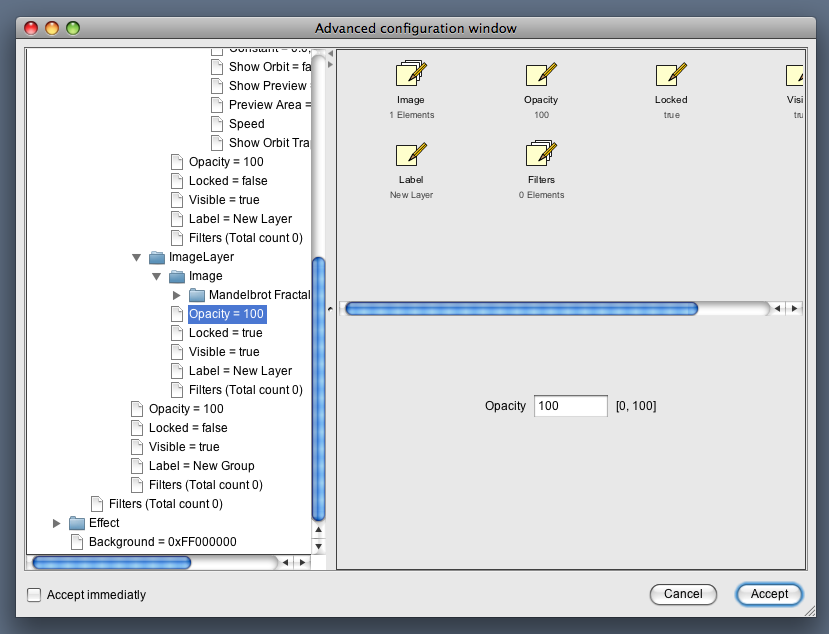 Advanced configuration window
Show Orbit = fa
Show Preview
Preview Area =
Speed
Show Orbit Tra
Opacity = 100
Locked = false
Visible = true
Label = New Layer
Filters (Total count 0)
ImageLayer
Image
Mandelbrot Fractal
Opacity = 100
Locked = true
Visible = true
Label = New Layer
Filters (Total count 0)
Opacity = 100
Locked = false
Visible = true
Label = New Group
Filters (Total count 0)
Filters (Total count 0)
Effect
Background = 0xFF000000
Image
1 Elements
Opacity
100
Locked
true
Visi
tru
Label
New Layer
Filters
0 Elements
Opacity 100 [0, 100]
Accept immediatly
Cancel
Accept